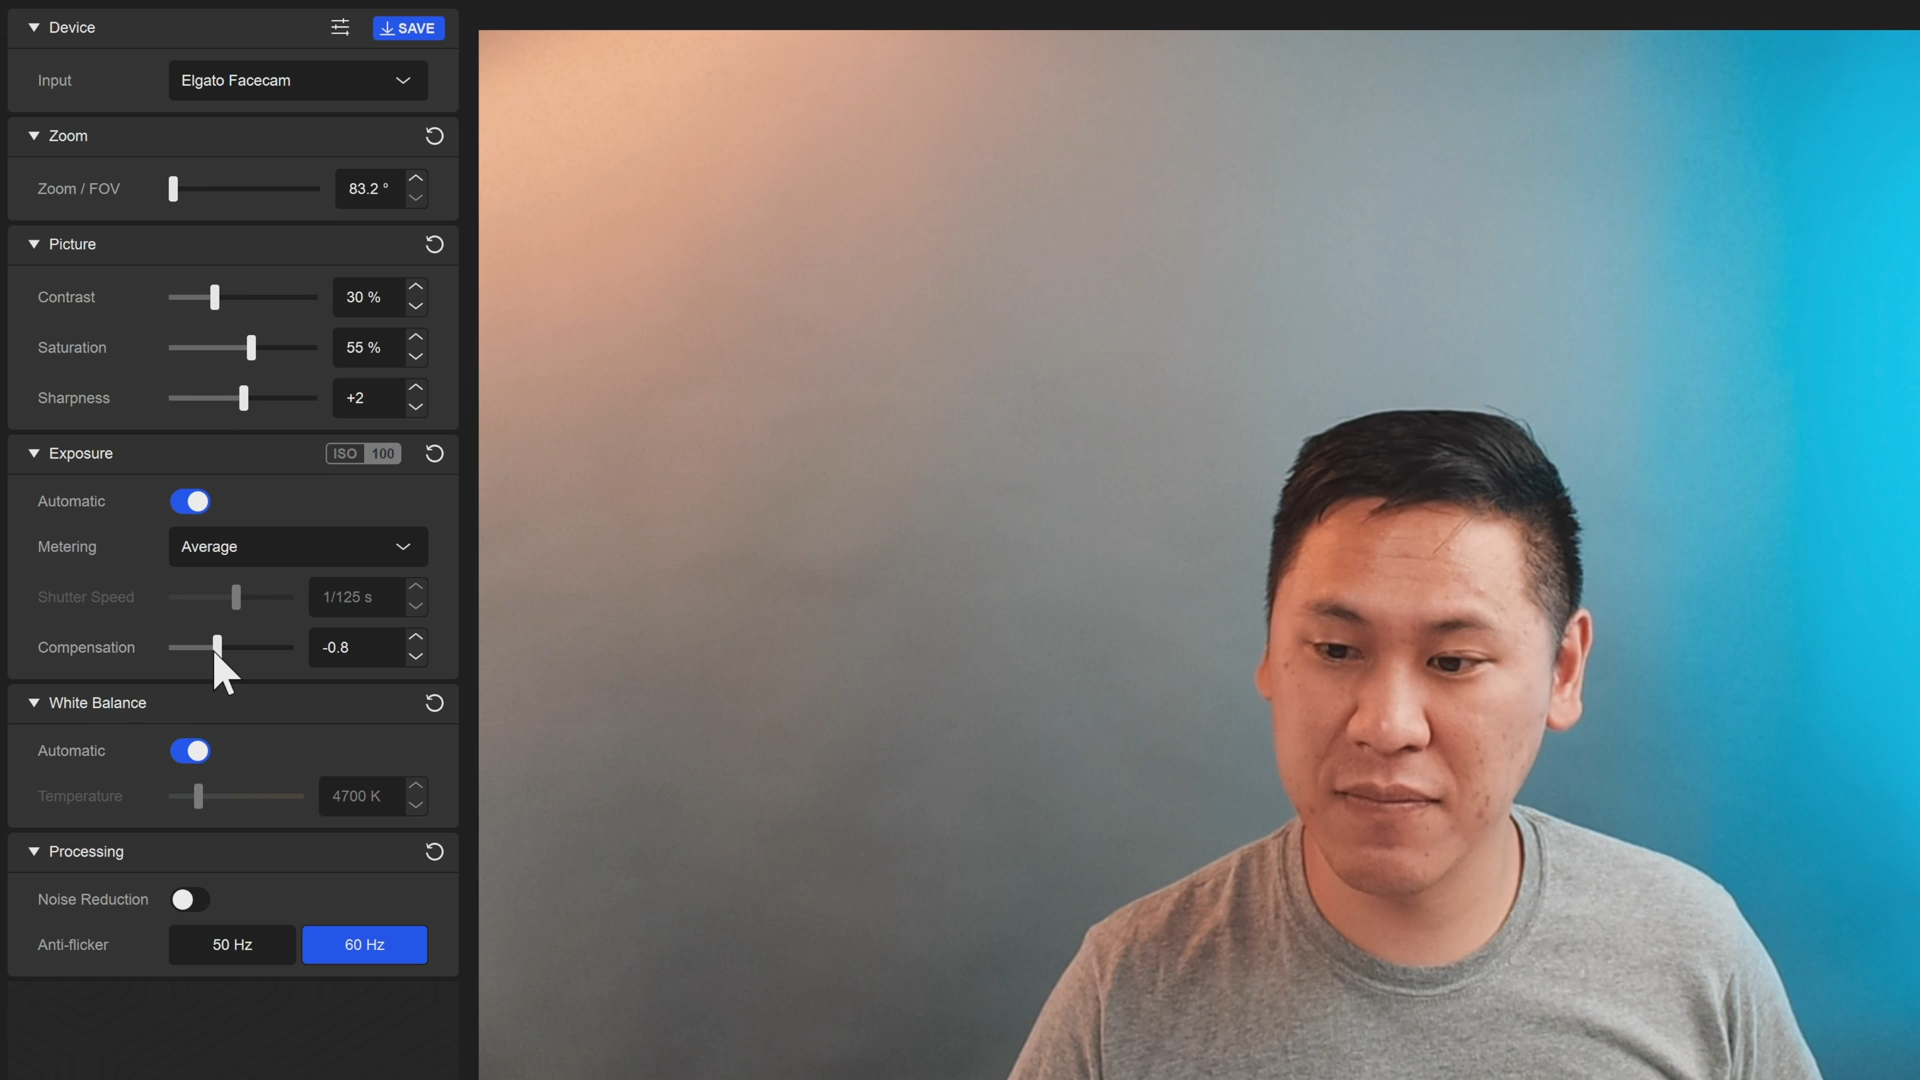 Device
SAVE
Input
Elgato Facecam
Zoom
Zoom / FOV
83.2 °
Picture
Contrast
30 %
Saturation
55 %
Sharpness
+2
Exposure
ISO 100
Automatic
Metering
Average
Shutter Speed
1/125 s
Compensation
-0.8
White Balance
Automatic
Temperature
4700 K
Processing
Noise Reduction
Anti-flicker
50 Hz
60 Hz